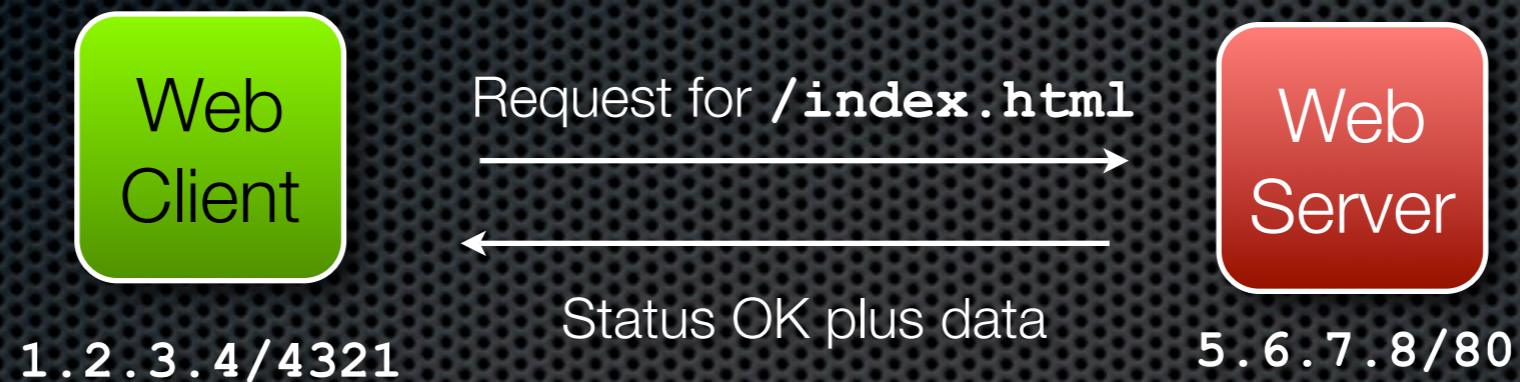 Web
Client
Request for /index.html
Web
Server
Status OK plus data
1.2.3.4/4321
5.6.7.8/80